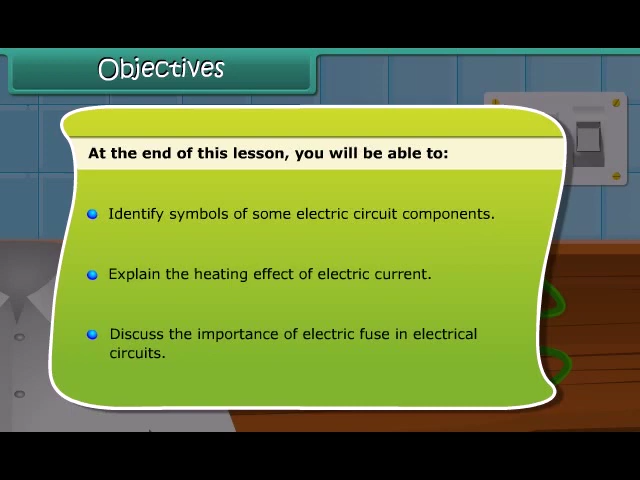 Objectives
At the end of this lesson, you will be able to:
Identify symbols of some electric circuit components.
Explain the heating effect of electric current.
Discuss the importance of electric fuse in electrical
circuits.